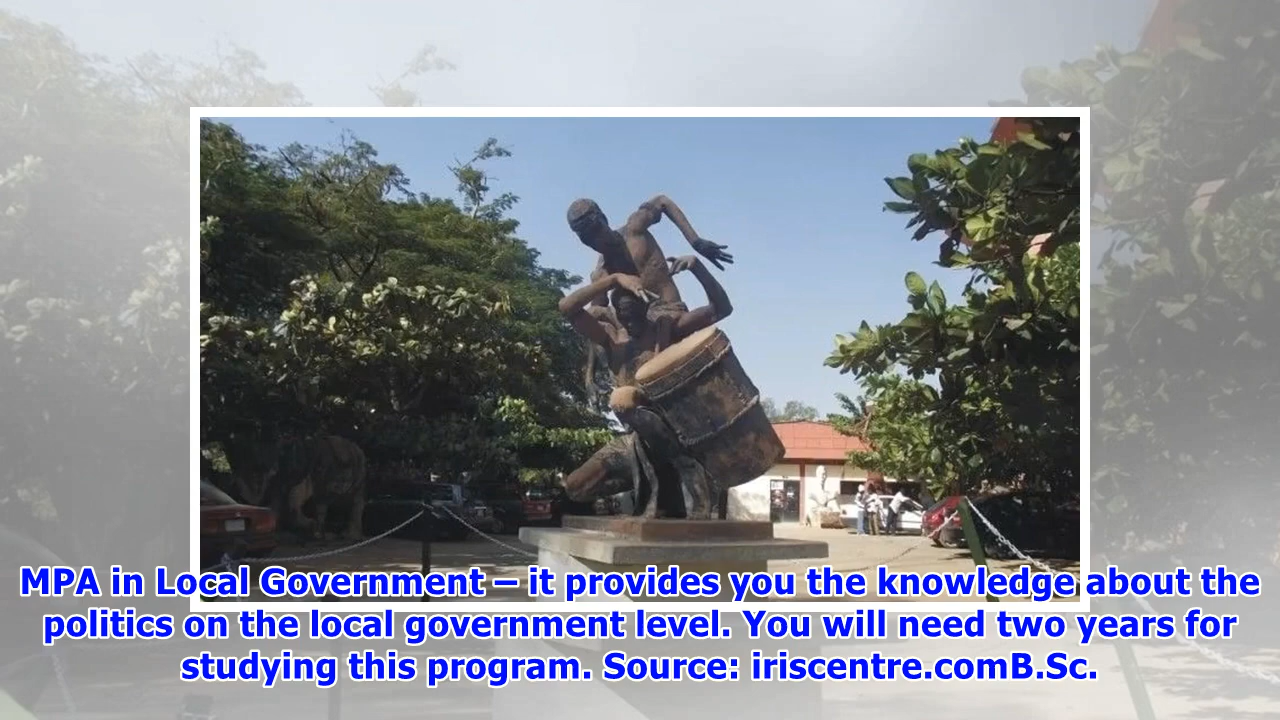 MPA in Local Government – it provides you the knowledge about the
politics on the local government level. You will need two years for
studying this program. Source: iriscentre.comB.Sc.